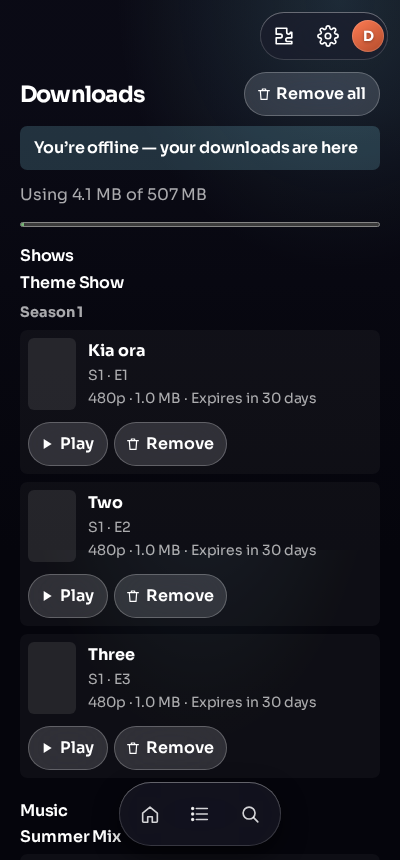 D
Downloads
Remove all
You're offline — your downloads are here
Using 4.1 MB of 507 MB
Shows
Theme Show
Season 1
Kia ora
S1 · E1
480p · 1.0 MB · Expires in 30 days
Play
Remove
Two
S1 · E2
480p · 1.0 MB · Expires in 30 days
Play
Remove
Three
S1 · E3
480p · 1.0 MB · Expires in 30 days
Play
Remove
Music
Summer Mix